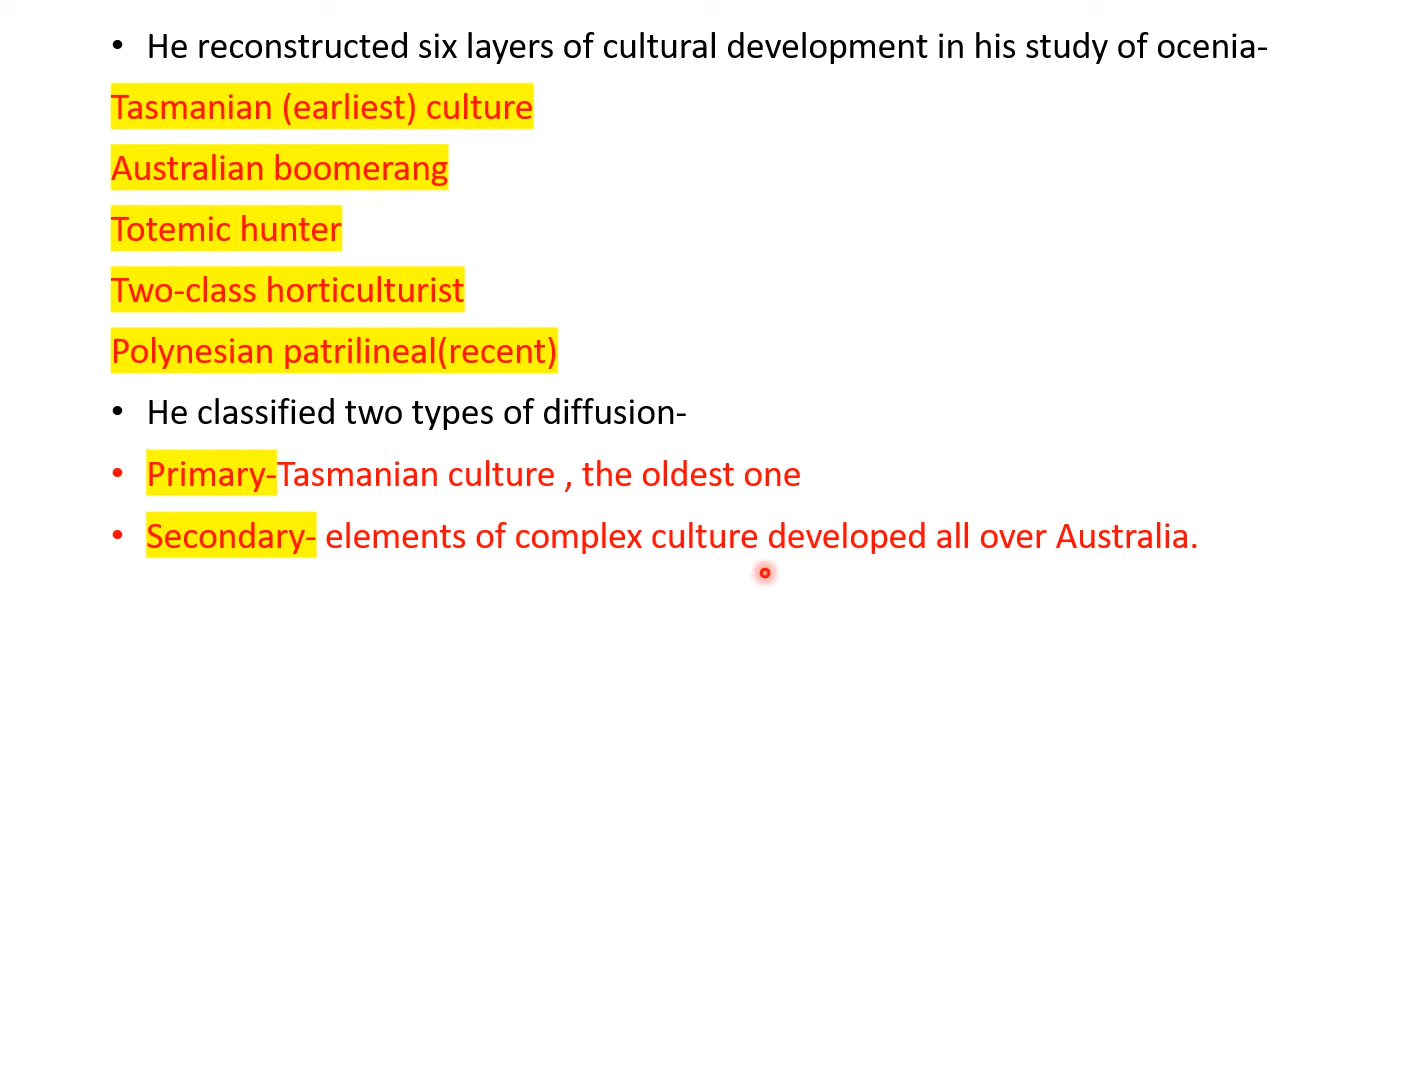 • He reconstructed six layers of cultural development in his study of ocenia-
Tasmanian (earliest) culture
Australian boomerang
Totemic hunter
Two-class horticulturist
Polynesian patrilineal(recent)
• He classified two types of diffusion-
• Primary-Tasmanian culture , the oldest one
• Secondary- elements of complex culture developed all over Australia.